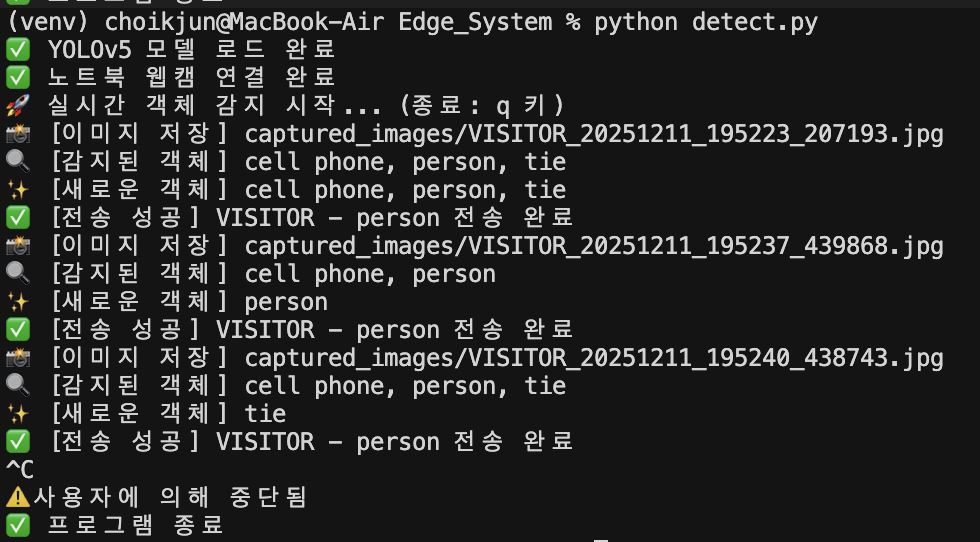 (venv) choikjun@MacBook-Air Edge_System % python detect.py
✅ YOLOv5 모델 로드 완료
✅ 노트북 웹캠 연결 완료
🚀 실시간 객체 감지 시작... (종료: q 키)
📸 [이미지 저장] captured_images/VISITOR_20251211_195223_207193.jpg
🔍 [감지된 객체] cell phone, person, tie
✨ [새로운 객체] cell phone, person, tie
✅ [전송 성공] VISITOR - person 전송 완료
📸 [이미지 저장] captured_images/VISITOR_20251211_195237_439868.jpg
🔍 [감지된 객체] cell phone, person
✨ [새로운 객체] person
✅ [전송 성공] VISITOR - person 전송 완료
📸 [이미지 저장] captured_images/VISITOR_20251211_195240_438743.jpg
🔍 [감지된 객체] cell phone, person, tie
✨ [새로운 객체] tie
✅ [전송 성공] VISITOR - person 전송 완료
^C
⚠️사용자에 의해 중단됨
✅ 프로그램 종료